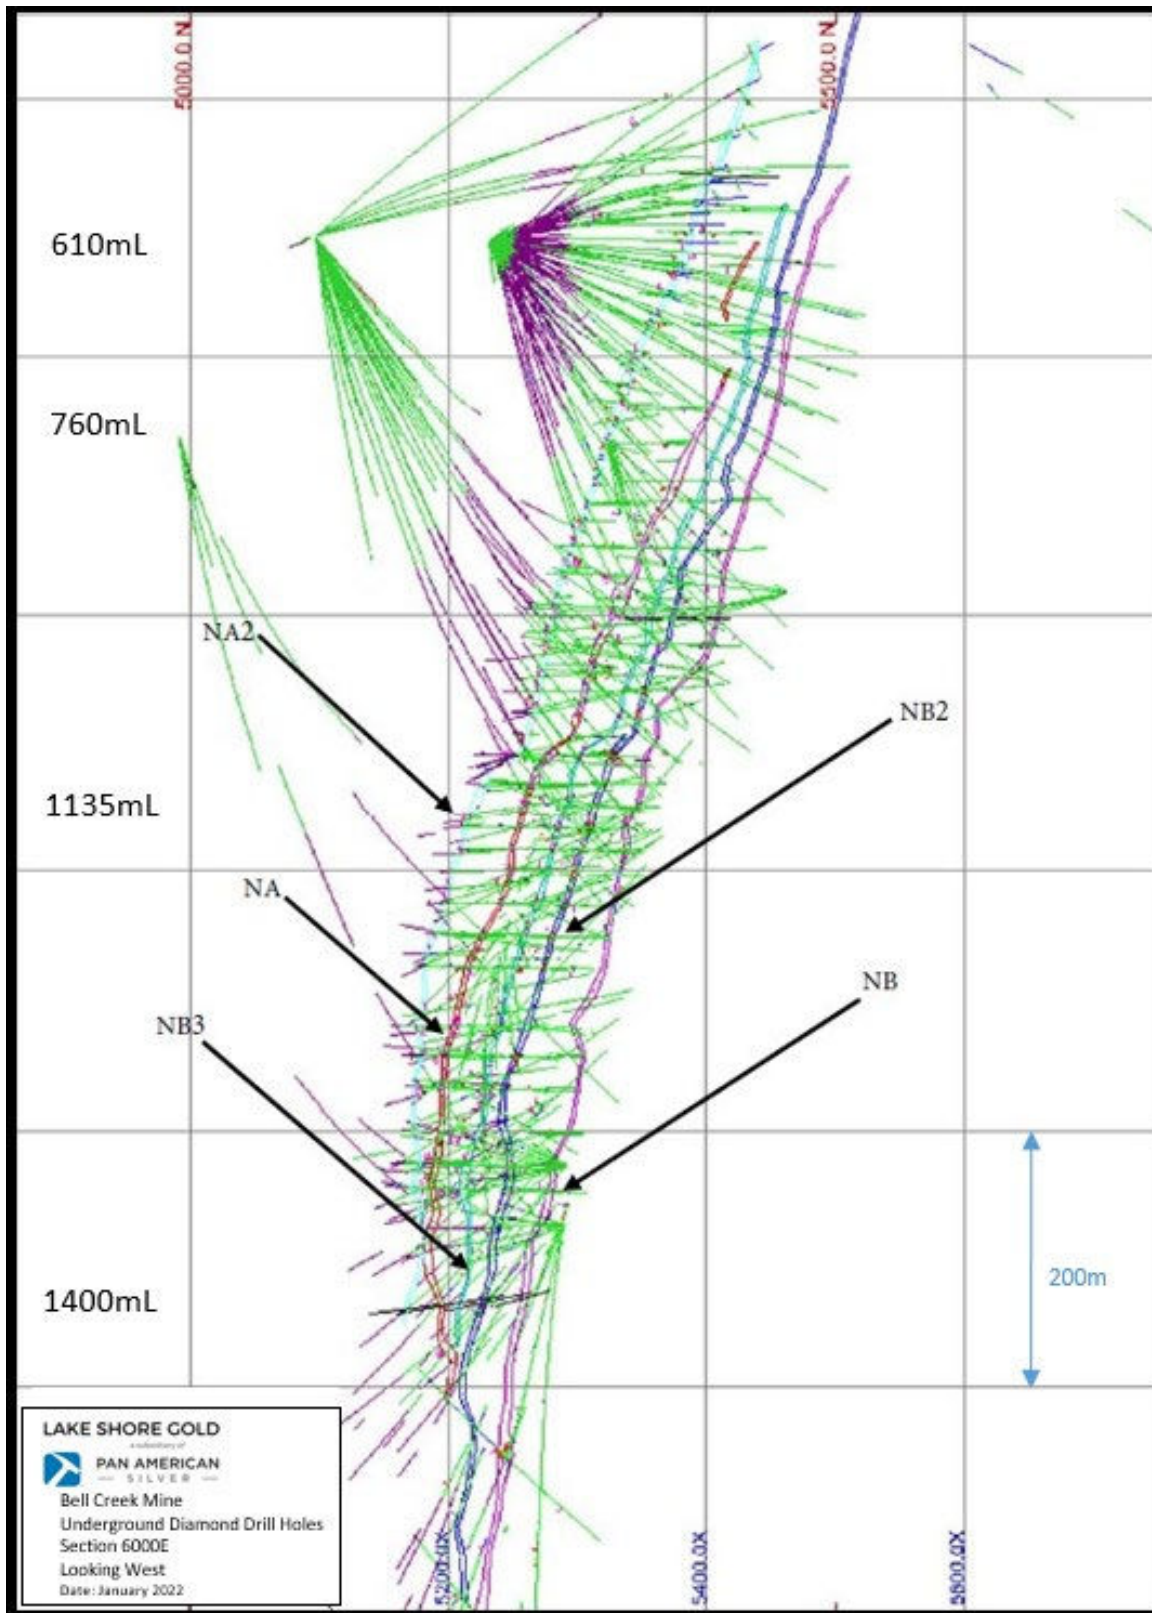 5000.0 N
5500.0 N
610mL
760mL
NA2
NB2
1135mL
NA
NB
NB3
200m
1400mL
LAKE SHORE GOLD
a subsidiary of
PAN AMERICAN
— SILVER —
Bell Creek Mine
Underground Diamond Drill Holes
Section 6000E
Looking West
Date: January 2022
5200.0X
5400.0X
5600.0X